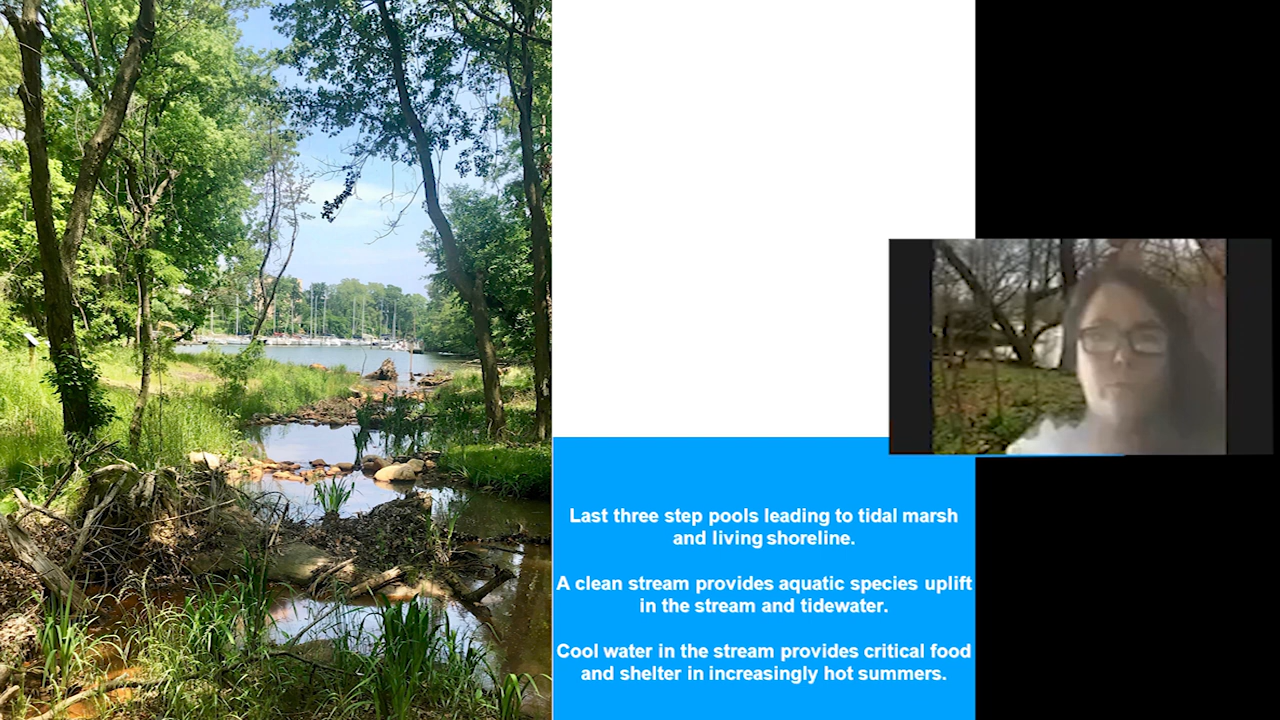 Last three step pools leading to tidal marsh
and living shoreline.
A clean stream provides aquatic species uplift
in the stream and tidewater.
Cool water in the stream provides critical food
and shelter in increasingly hot summers.